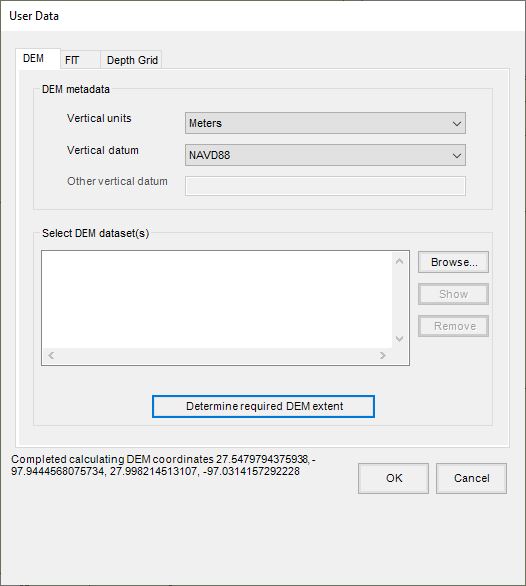 User Data
DEM
FIT
Depth Grid
DEM metadata
Vertical units
Meters
Vertical datum
NAVD88
Other vertical datum
Select DEM dataset(s)
Browse...
Show
Remove
Determine required DEM extent
Completed calculating DEM coordinates 27.5479794375938, -
97.9444568075734, 27.998214513107, -97.0314157292228
OK
Cancel